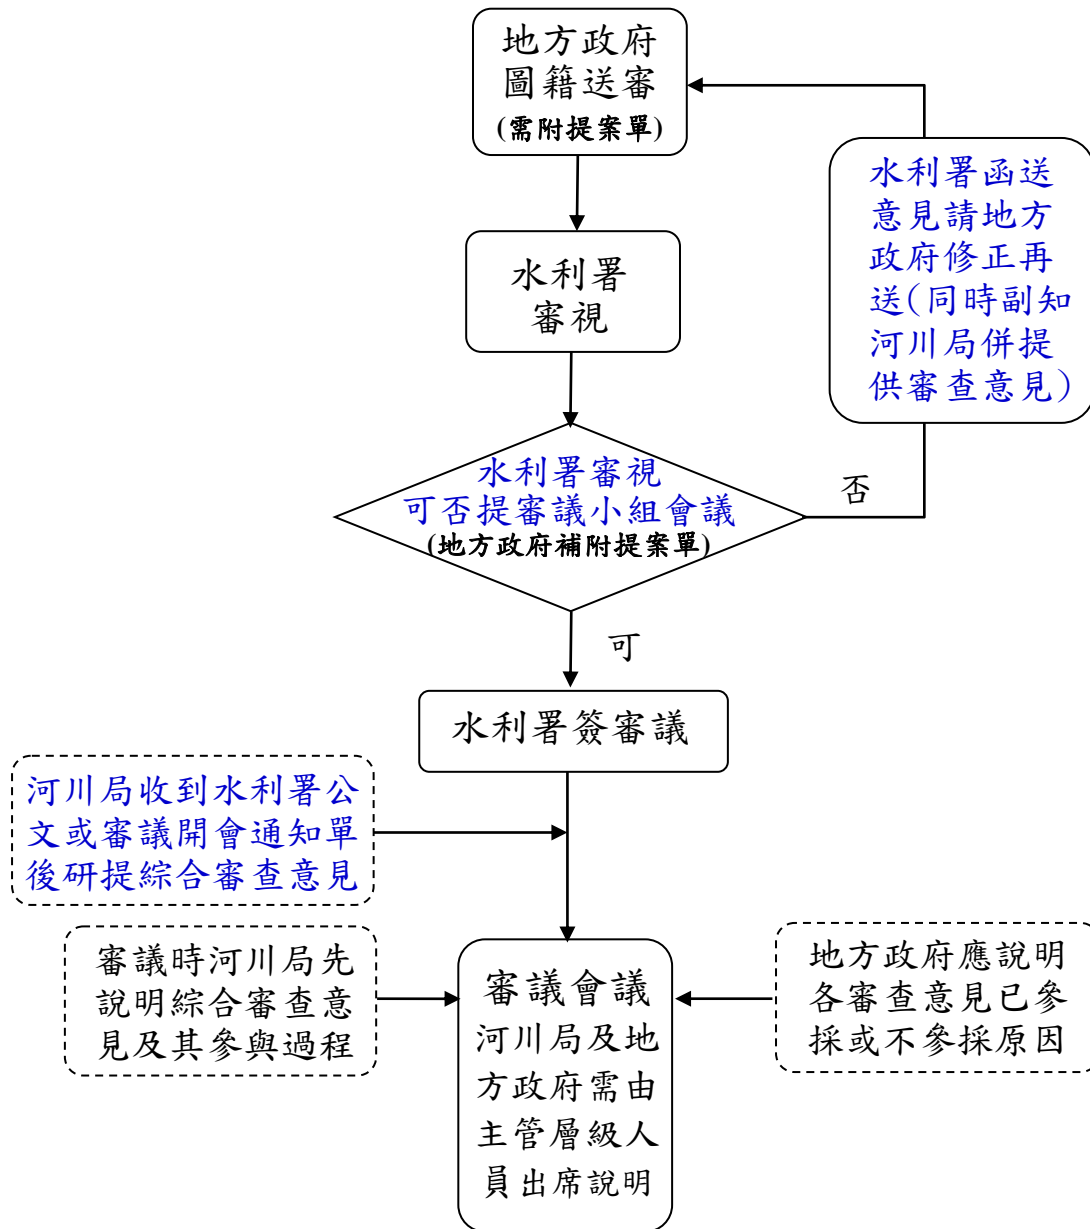 地方政府
圖籍送審
(需附提案單)
水利署函送
意見請地方
政府修正再
送(同時副知
河川局併提
供審查意見)
水利署
審視
水利署審視
可否提審議小組會議
(地方政府補附提案單)
否
可
水利署簽審議
河川局收到水利署公
文或審議開會通知單
後研提綜合審查意見
審議時河川局先
說明綜合審查意
見及其參與過程
審議會議
河川局及地
方政府需由
主管層級人
員出席說明
地方政府應說明
各審查意見已參
採或不參採原因